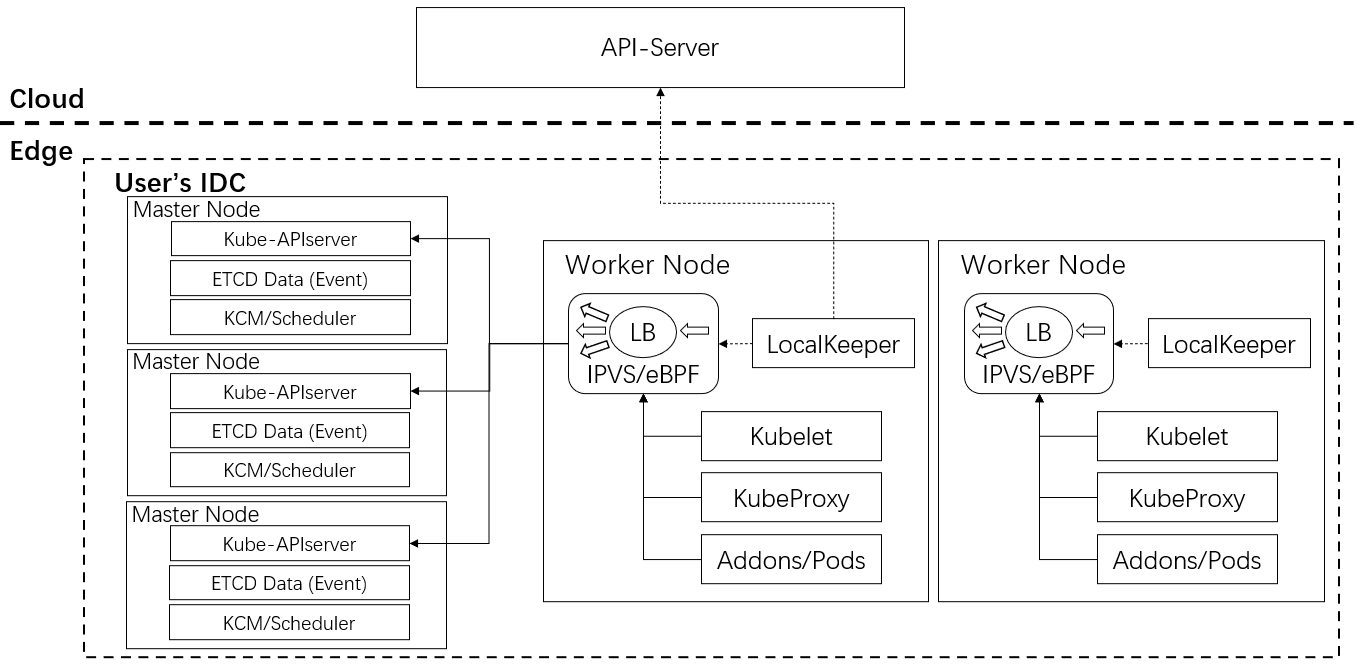 API-Server
Cloud
Edge
User's IDC
Master Node
Kube-APIserver
ETCD Data (Event)
KCM/Scheduler
Master Node
Kube-APIserver
ETCD Data (Event)
KCM/Scheduler
Master Node
Kube-APIserver
ETCD Data (Event)
KCM/Scheduler
Worker Node
LB
IPVS/eBPF
LocalKeeper
Kubelet
KubeProxy
Addons/Pods
Worker Node
LB
IPVS/eBPF
LocalKeeper
Kubelet
KubeProxy
Addons/Pods